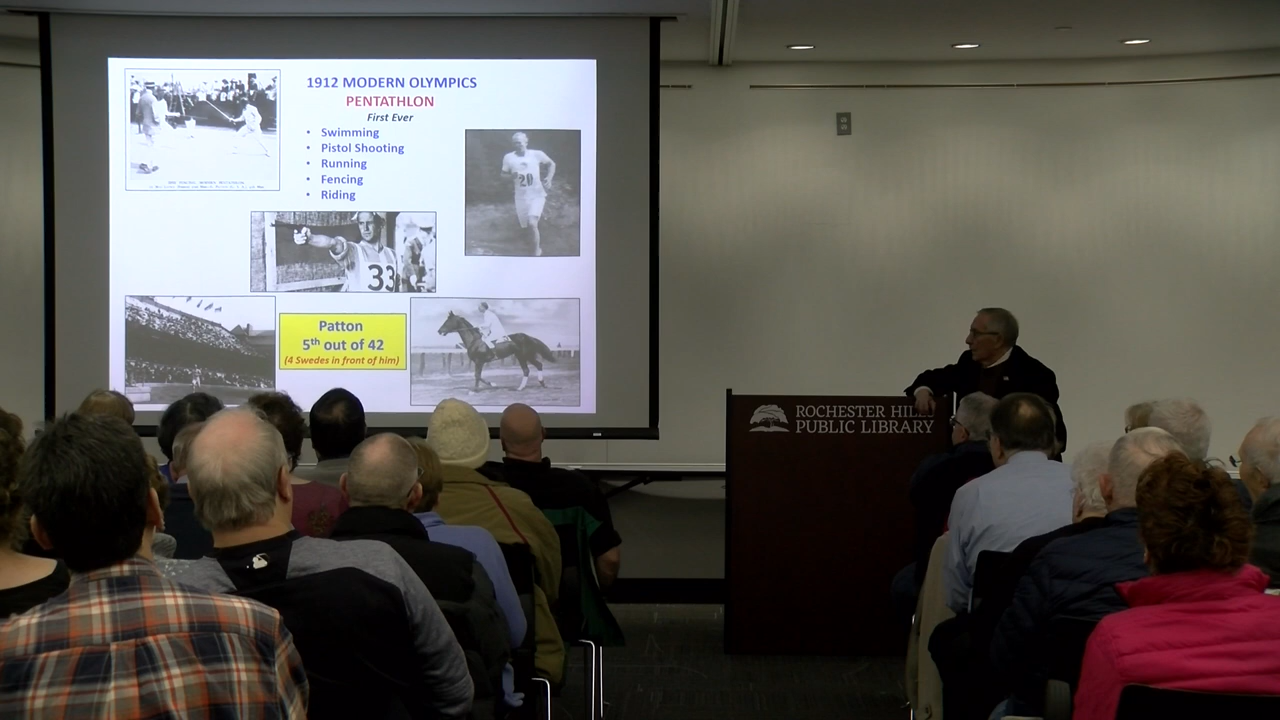 1912 MODERN OLYMPICS
PENTATHLON
First Ever
• Swimming
• Pistol Shooting
• Running
• Fencing
• Riding
20
33
Patton
5th out of 42
(4 Swedes in front of him)
ROCHESTER HILLS
PUBLIC LIBRARY